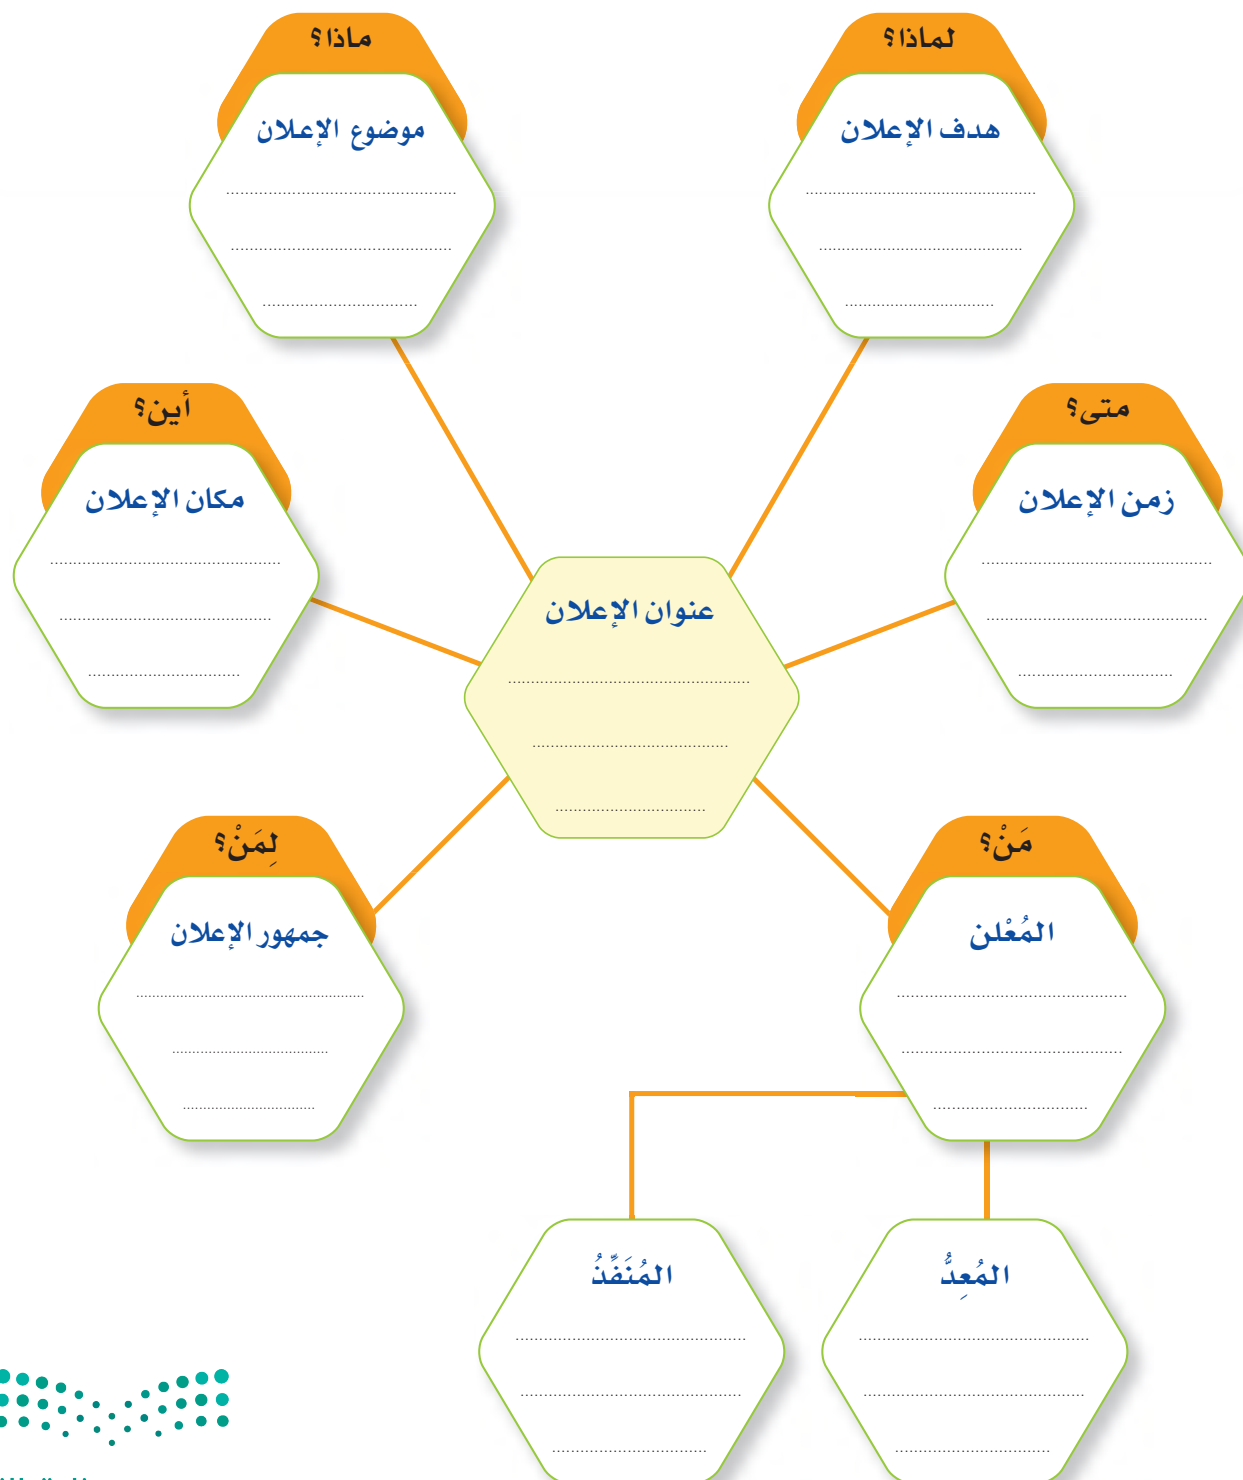 لماذا؟
هدف الإعلان
ماذا؟
موضوع الإعلان
متى؟
زمن الإعلان
أين؟
مكان الإعلان
عنوان الإعلان
مَنْ؟
المُعْلن
لِمَنْ؟
جمهور الإعلان
المُعِدُّ
المُنَفِّذُ